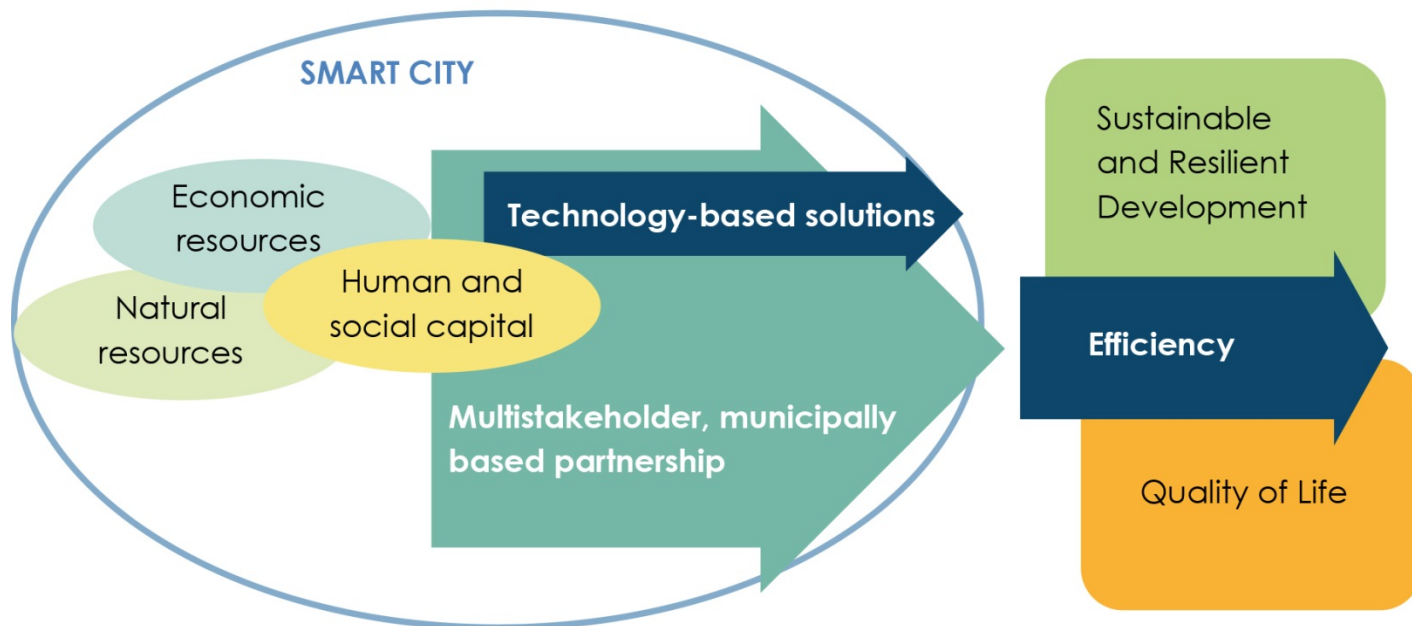 SMART CITY
Economic
resources
Natural
resources
Human and
social capital
Technology-based solutions
Multistakeholder, municipally
based partnership
Sustainable
and Resilient
Development
Efficiency
Quality of Life